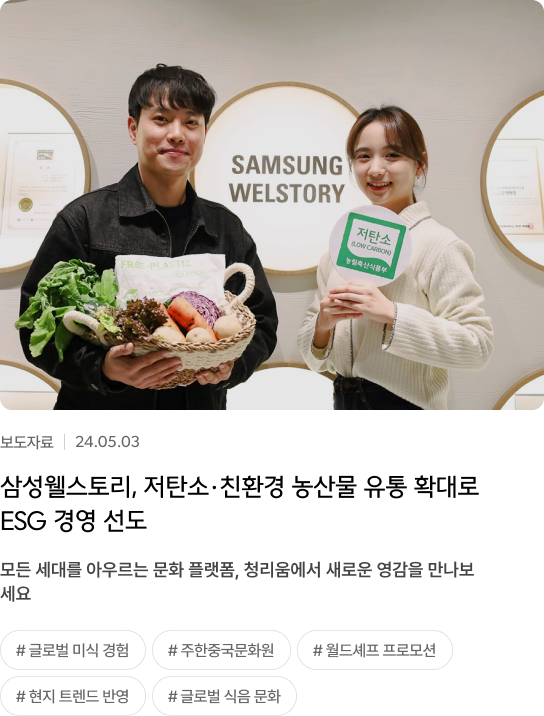 SAMSUNG
WELSTORY
저탄소
(LOW CARBON)
농림축산식품부
보도자료 24.05.03
삼성웰스토리, 저탄소·친환경 농산물 유통 확대로
ESG 경영 선도
모든 세대를 아우르는 문화 플랫폼, 청리움에서 새로운 영감을 만나보
세요
# 글로벌 미식 경험 # 주한중국문화원 # 월드셰프 프로모션
# 현지 트렌드 반영 # 글로벌 식음 문화